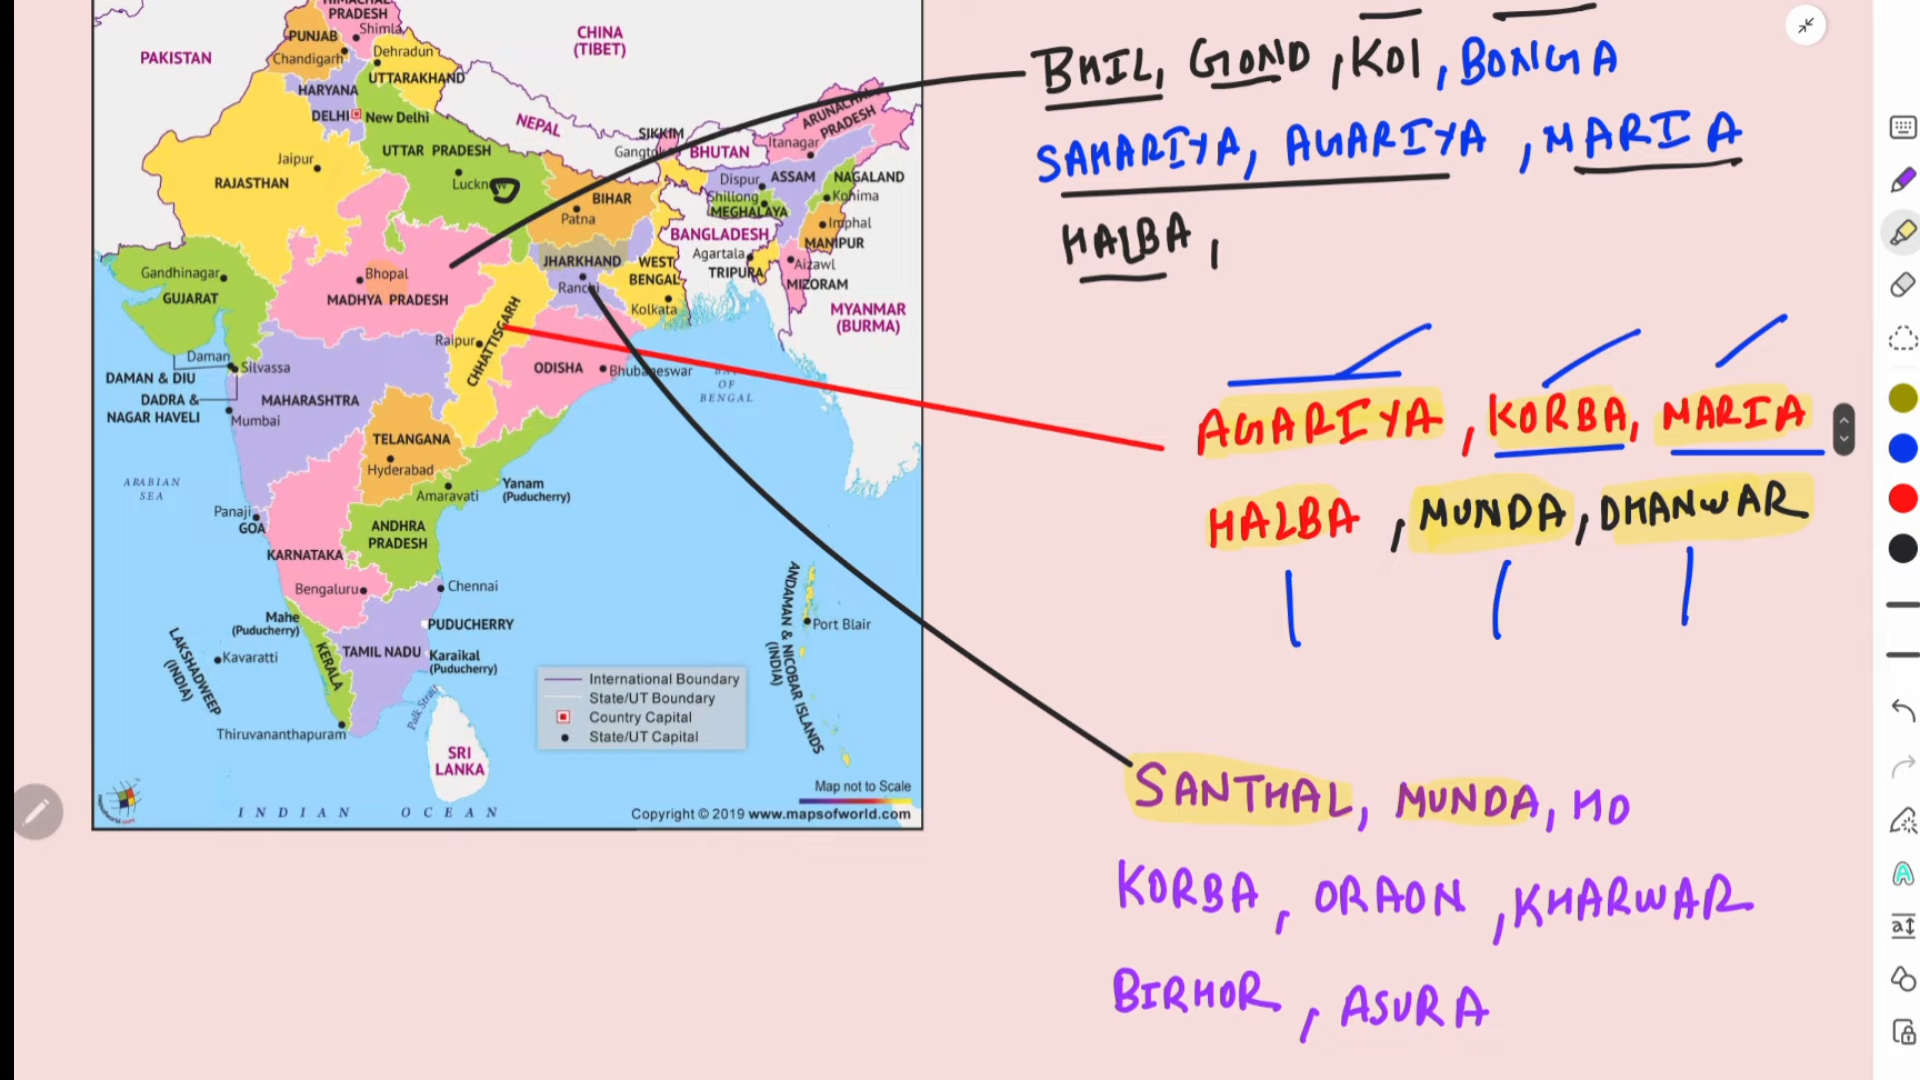 HIMACHAL
PRADESH
Shimla
PUNJAB
Chandigarh
Dehradun
UTTARAKHAND
HARYANA
DELHI
New Delhi
PAKISTAN
CHINA
(TIBET)
NEPAL
SIKKIM
Gangtok
BHUTAN
ARUNACHAL
PRADESH
Itanagar
UTTAR PRADESH
Lucknow
Jaipur
RAJASTHAN
BIHAR
Patna
Dispur
ASSAM
NAGALAND
Shillong
Kohima
MEGHALAYA
Imphal
MANIPUR
BANGLADESH
Agartala
Aizawl
TRIPURA
MIZORAM
MYANMAR
(BURMA)
JHARKHAND
Ranchi
WEST
BENGAL
Kolkata
Gandhinagar
GUJARAT
Bhopal
MADHYA PRADESH
CHHATTISGARH
Raipur
ODISHA
Bhubaneswar
BAY
OF
BENGAL
Daman
Silvassa
DAMAN & DIU
DADRA &
NAGAR HAVELI
Mumbai
MAHARASHTRA
TELANGANA
Hyderabad
Amaravati
Yanam
(Puducherry)
ARABIAN
SEA
Panaji
GOA
ANDHRA
PRADESH
KARNATAKA
Bengaluru
Chennai
Mahe
(Puducherry)
PUDUCHERRY
LAKSHADWEEP
(INDIA)
Kavaratti
KERALA
TAMIL NADU
Karaikal
(Puducherry)
Palk Strait
Thiruvananthapuram
SRI
LANKA
ANDAMAN & NICOBAR ISLANDS
(INDIA)
Port Blair
International Boundary
State/UT Boundary
Country Capital
State/UT Capital
INDIAN OCEAN
Map not to Scale
Copyright © 2019 www.mapsofworld.com
BHIL, GOND, KOl, BONGA
SAHARIYA, AGARIYA, MARIA
HALBA,
AGARIYA, KORBA, MARIA
HALBA, MUNDA, DHANWAR
SANTHAL, MUNDA, HO
KORBA, ORAON, KHARWAR
BIRHOR, ASURA